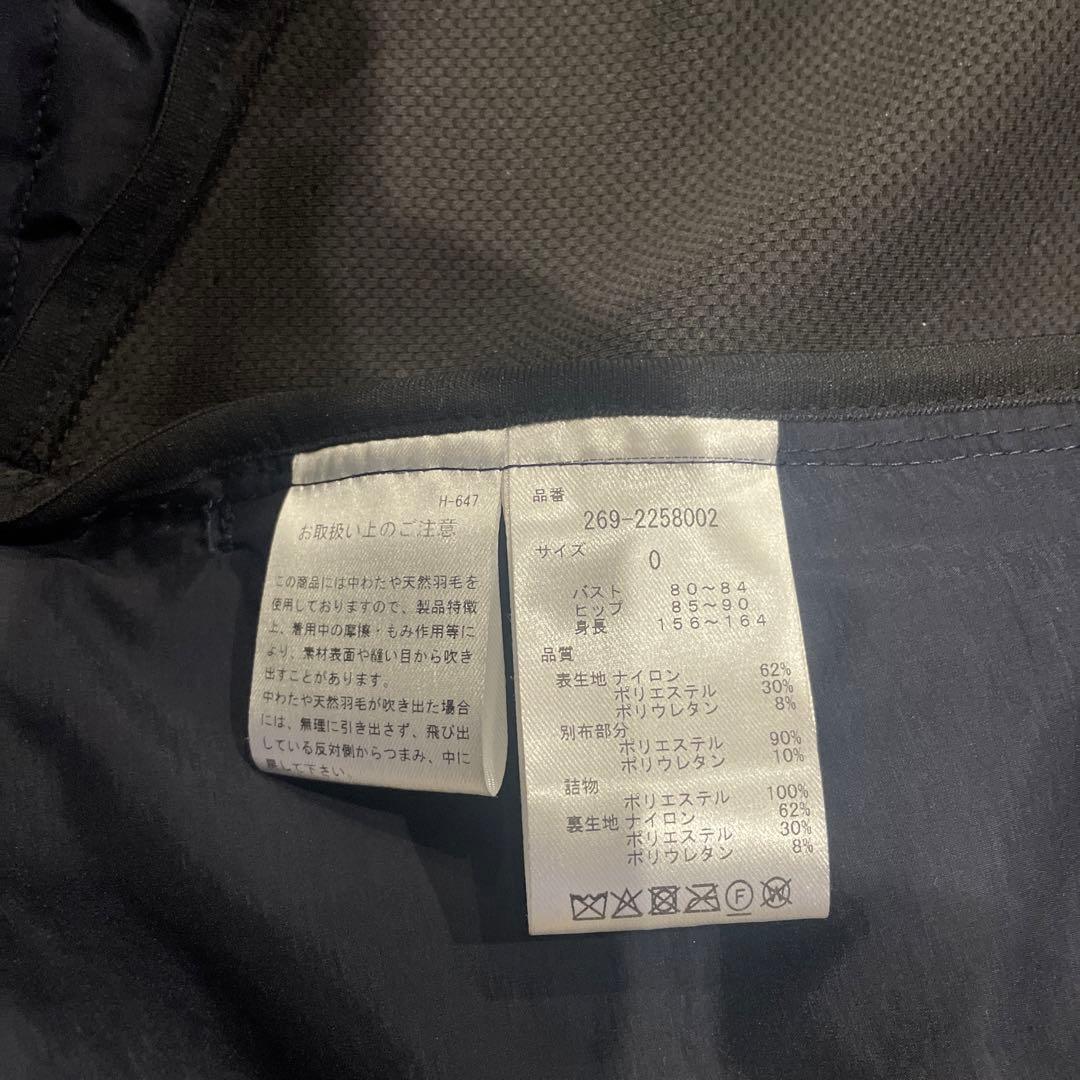 H-647
お取扱い上のご注意
この商品には中わたや天然羽毛を
使用しておりますので、製品特徴
上、着用中の摩擦・もみ作用等に
より、素材表面や縫い目から吹き
出すことがあります。
中わたや天然羽毛が吹き出た場合
には、無理に引き出さず、飛び出
している反対側からつまみ、中に
戻して下さい。
品番
269-2258002
サイズ
0
バスト 80〜84
ヒップ 85〜90
身長 156〜164
品質
表生地 ナイロン 62%
ポリエステル 30%
ポリウレタン 8%
別布部分
ポリエステル 90%
ポリウレタン 10%
詰物
ポリエステル 100%
裏生地 ナイロン 62%
ポリエステル 30%
ポリウレタン 8%
F W